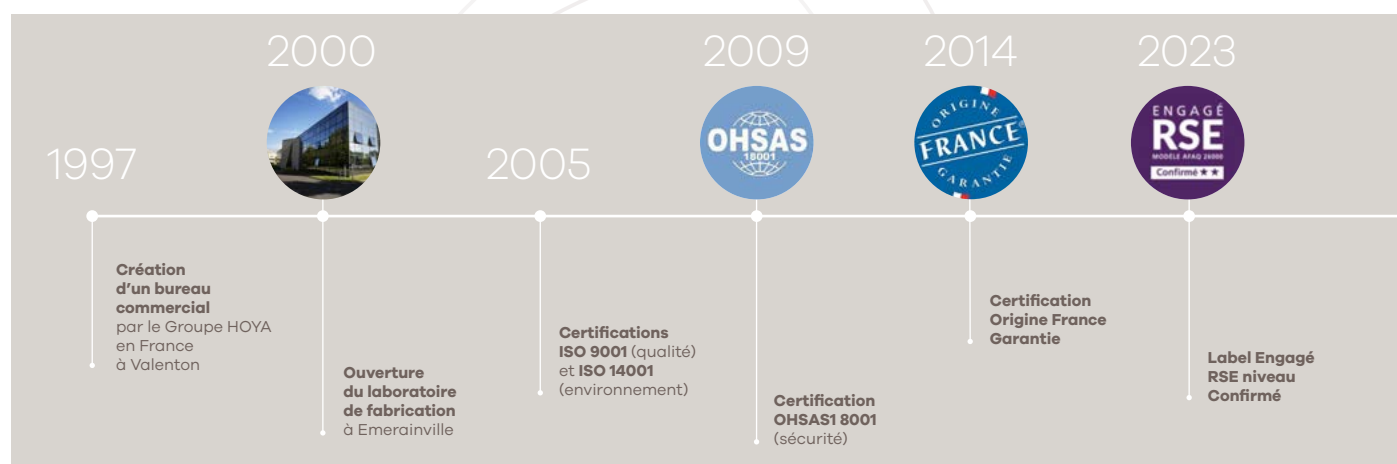 1997
Création
d’un bureau
commercial
par le Groupe HOYA
en France
à Valenton
2000
Ouverture
du laboratoire
de fabrication
à Emerainville
2005
Certifications
ISO 9001 (qualité)
et ISO 14001
(environnement)
2009
OHSAS
18001
Certification
OHSAS1 8001
(sécurité)
2014
ORIGINE
FRANCE
GARANTIE
Certification
Origine France
Garantie
2023
ENGAGÉ
RSE
MODÈLE AFAQ 26000
Confirmé ★★
Label Engagé
RSE niveau
Confirmé